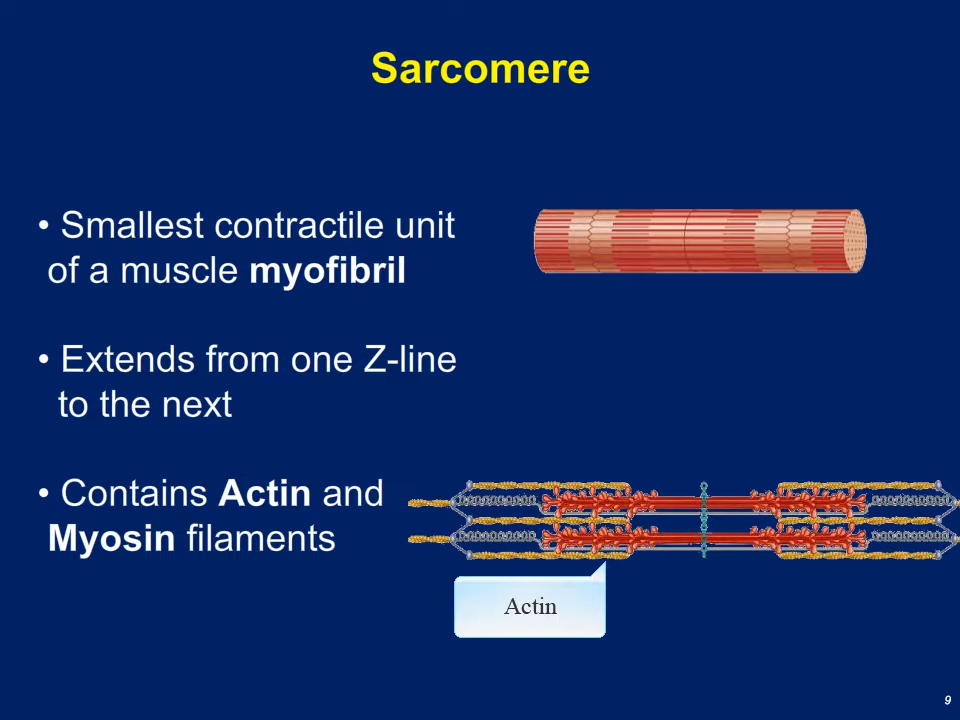 Sarcomere
• Smallest contractile unit
of a muscle myofibril
• Extends from one Z-line
to the next
• Contains Actin and
Myosin filaments
Actin
9